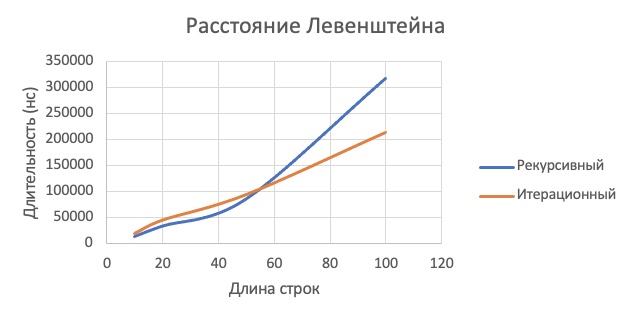 Расстояние Левенштейна
350000
300000
250000
200000
150000
100000
50000
0
Длительность (нс)
0 20 40 60 80 100 120
Длина строк
Рекурсивный
Итерационный